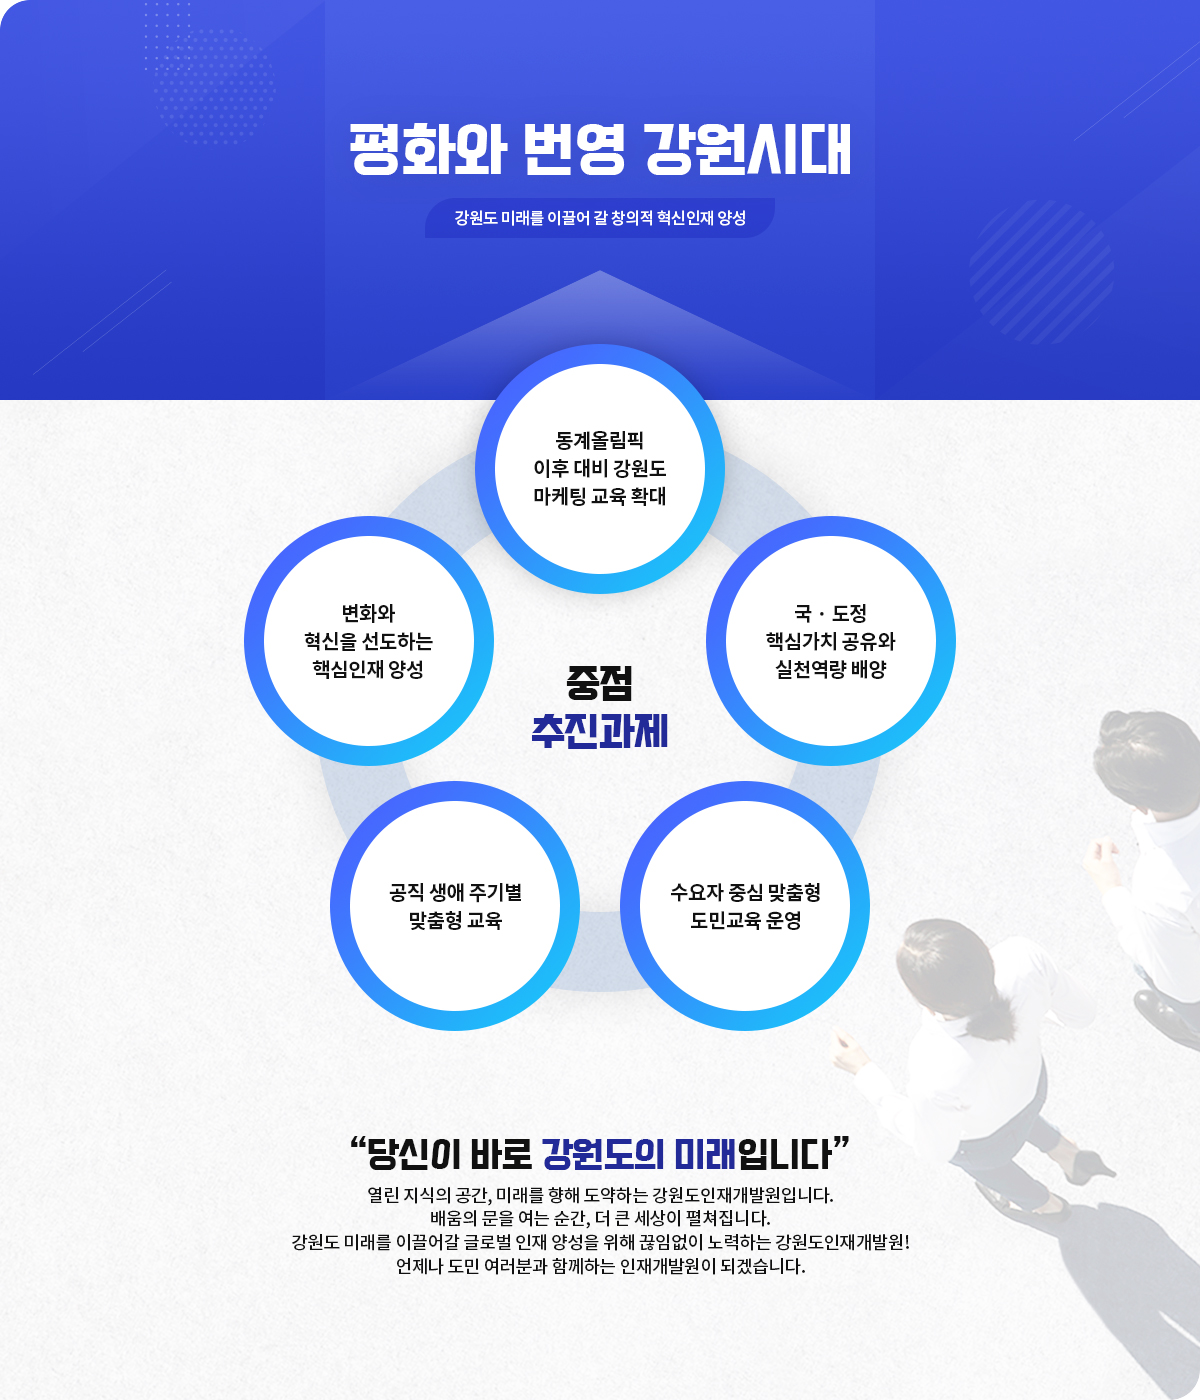 평화와 번영 강원시대
강원도 미래를 이끌어 갈 창의적 혁신인재 양성
동계올림픽
이후 대비 강원도
마케팅 교육 확대
변화와
혁신을 선도하는
핵심인재 양성
국 · 도정
핵심가치 공유와
실천역량 배양
중점
추진과제
공직 생애 주기별
맞춤형 교육
수요자 중심 맞춤형
도민교육 운영
“당신이 바로 강원도의 미래입니다”
열린 지식의 공간, 미래를 향해 도약하는 강원도인재개발원입니다.
배움의 문을 여는 순간, 더 큰 세상이 펼쳐집니다.
강원도 미래를 이끌어갈 글로벌 인재 양성을 위해 끊임없이 노력하는 강원도인재개발원!
언제나 도민 여러분과 함께하는 인재개발원이 되겠습니다.